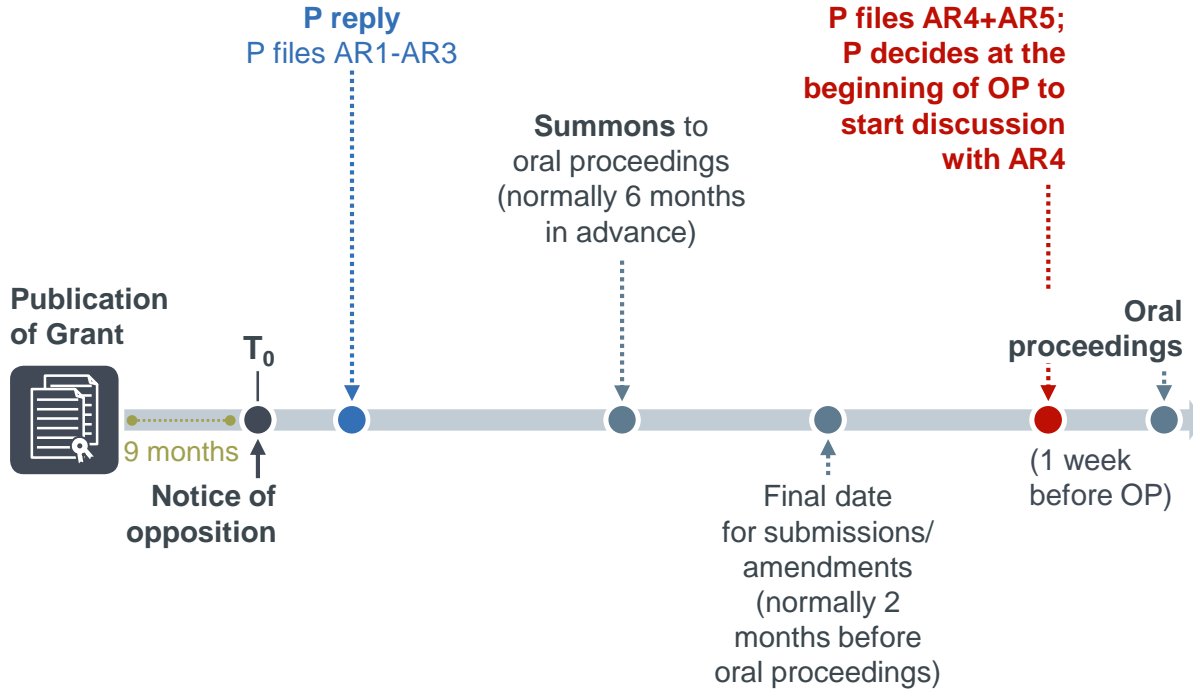 P reply
P files AR1-AR3
P files AR4+AR5;
P decides at the
beginning of OP to
start discussion
with AR4
Summons to
oral proceedings
(normally 6 months
in advance)
Publication
of Grant
T₀
Oral
proceedings
9 months
Notice of
opposition
Final date
for submissions/
amendments
(normally 2
months before
oral proceedings)
(1 week
before OP)